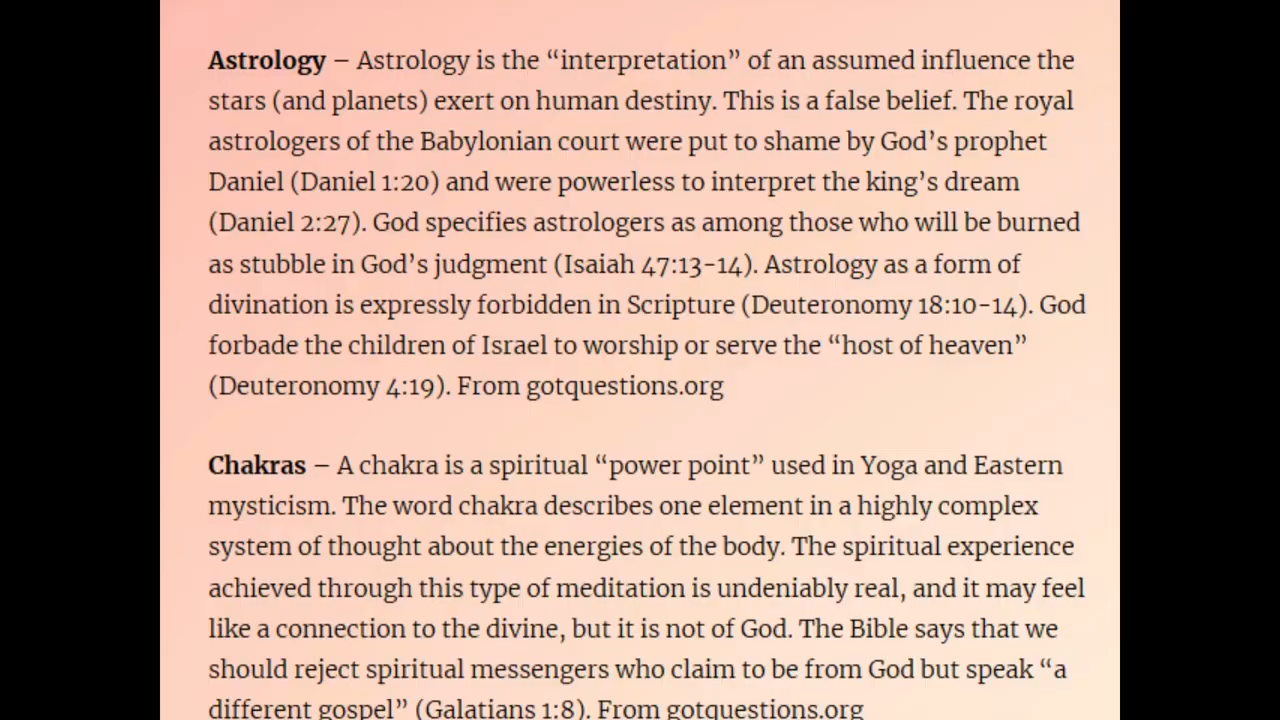 Astrology – Astrology is the “interpretation” of an assumed influence the
stars (and planets) exert on human destiny. This is a false belief. The royal
astrologers of the Babylonian court were put to shame by God’s prophet
Daniel (Daniel 1:20) and were powerless to interpret the king’s dream
(Daniel 2:27). God specifies astrologers as among those who will be burned
as stubble in God’s judgment (Isaiah 47:13-14). Astrology as a form of
divination is expressly forbidden in Scripture (Deuteronomy 18:10-14). God
forbade the children of Israel to worship or serve the “host of heaven”
(Deuteronomy 4:19). From gotquestions.org
Chakras – A chakra is a spiritual “power point” used in Yoga and Eastern
mysticism. The word chakra describes one element in a highly complex
system of thought about the energies of the body. The spiritual experience
achieved through this type of meditation is undeniably real, and it may feel
like a connection to the divine, but it is not of God. The Bible says that we
should reject spiritual messengers who claim to be from God but speak “a
different gospel” (Galatians 1:8). From gotquestions.org